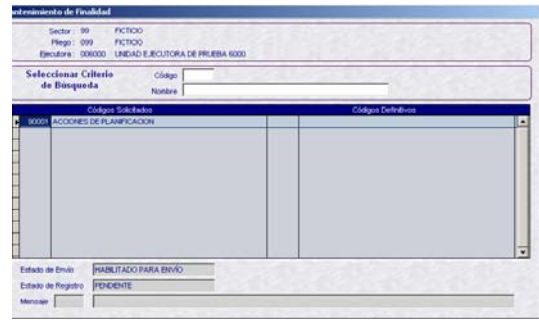 antenimiento de Finalidad
Sector : 99 FICTICIO
Pliego : 099 FICTICIO
Ejecutora : 006000 UNIDAD EJECUTORA DE PRUEBA 6000
Seleccionar Criterio de Búsqueda
Código
Nombre
Códigos Solicitados Códigos Definitivos
90001 ACCIONES DE PLANIFICACION
Estado de Envío HABILITADO PARA ENVÍO
Estado de Registro PENDIENTE
Mensaje